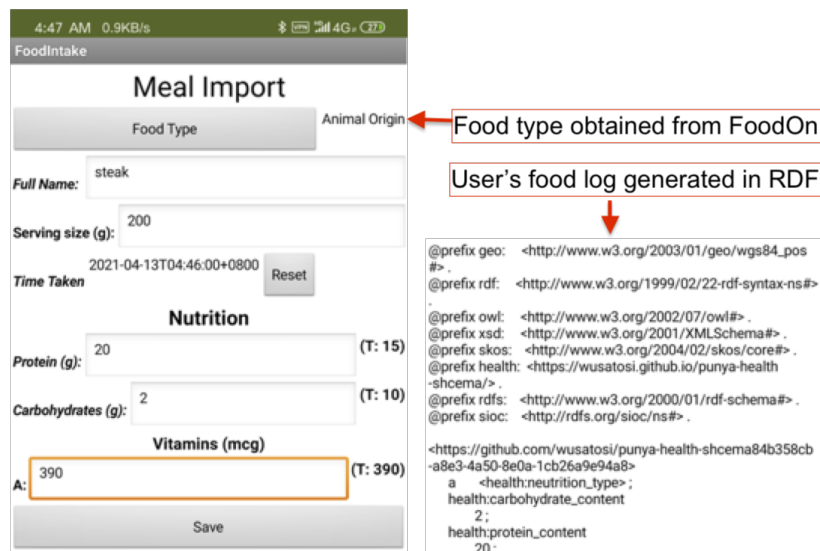 4:47 AM 0.9KB/s VPN 4G 27
FoodIntake
Meal Import
Food Type
Animal Origin
Full Name:
steak
Serving size (g):
200
Time Taken
2021-04-13T04:46:00+0800
Reset
Nutrition
Protein (g):
20
(T: 15)
Carbohydrates (g):
2
(T: 10)
Vitamins (mcg)
A:
390
(T: 390)
Save
Food type obtained from FoodOn
User's food log generated in RDF
@prefix geo: <http://www.w3.org/2003/01/geo/wgs84_pos
#> .
@prefix rdf: <http://www.w3.org/1999/02/22-rdf-syntax-ns#>
.
@prefix owl: <http://www.w3.org/2002/07/owl#> .
@prefix xsd: <http://www.w3.org/2001/XMLSchema#> .
@prefix skos: <http://www.w3.org/2004/02/skos/core#> .
@prefix health: <https://wusatosi.github.io/punya-health
-shcema/> .
@prefix rdfs: <http://www.w3.org/2000/01/rdf-schema#> .
@prefix sioc: <http://rdfs.org/sioc/ns#> .
<https://github.com/wusatosi/punya-health-shcema84b358cb
-a8e3-4a50-8e0a-1cb26a9e94a8>
a <health:neutrition_type> ;
health:carbohydrate_content
2 ;
health:protein_content
20 ;